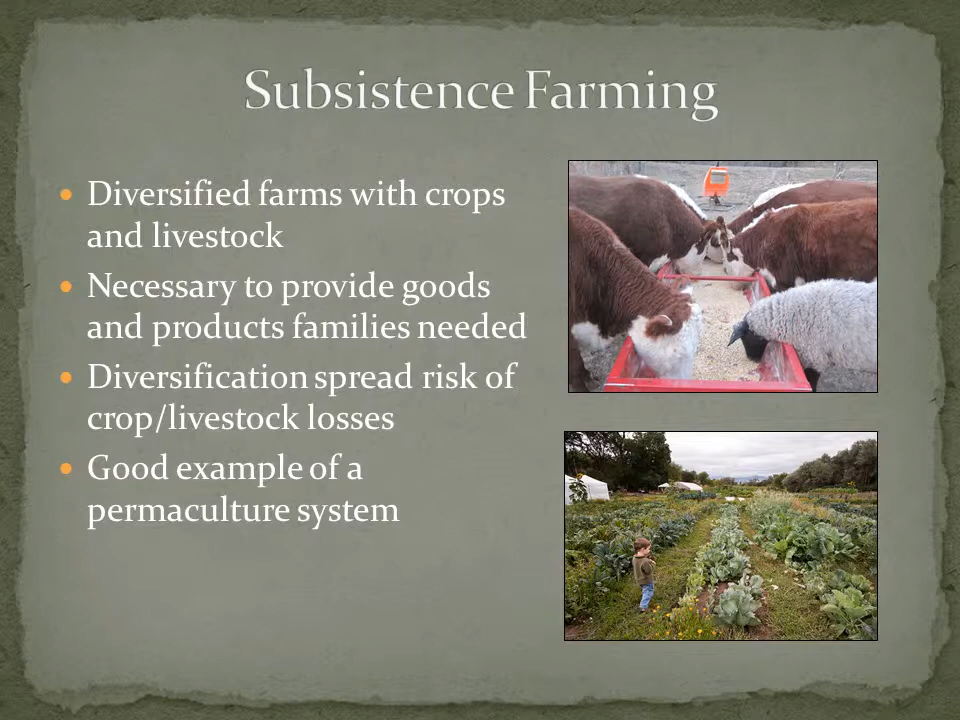 Subsistence Farming
• Diversified farms with crops
and livestock
• Necessary to provide goods
and products families needed
• Diversification spread risk of
crop/livestock losses
• Good example of a
permaculture system